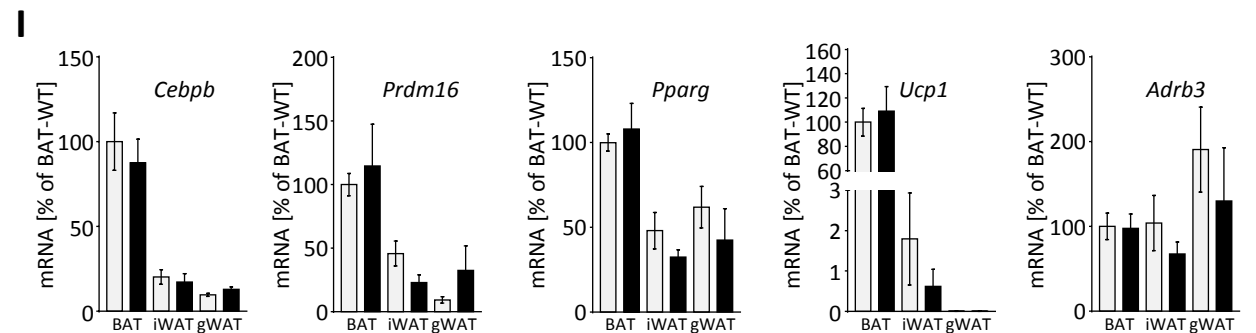 I
mRNA [% of BAT-WT]
150
100
50
0
Cebpb
BAT iWAT gWAT
mRNA [% of BAT-WT]
200
150
100
50
0
Prdm16
BAT iWAT gWAT
mRNA [% of BAT-WT]
150
100
50
0
Pparg
BAT iWAT gWAT
mRNA [% of BAT-WT]
160
140
120
100
80
60
3
2
1
0
Ucp1
BAT iWAT gWAT
mRNA [% of BAT-WT]
300
200
100
0
Adrb3
BAT iWAT gWAT